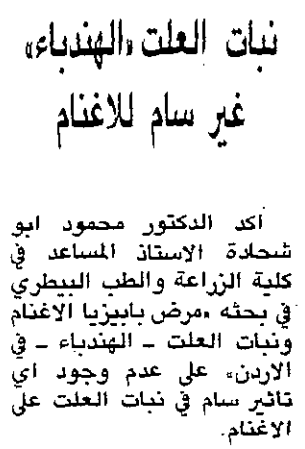 نبات العلت «الهندباء»
غير سام للاغنام
أكد الدكتور محمود ابو
شحادة الاستاذ المساعد في
كلية الزراعة والطب البيطري
في بحثه «مرض بابيزيا الاغنام
ونبات العلت ــ الهندباء ــ في
الاردن» على عدم وجود اي
تاثير سام في نبات العلت على
الاغنام.